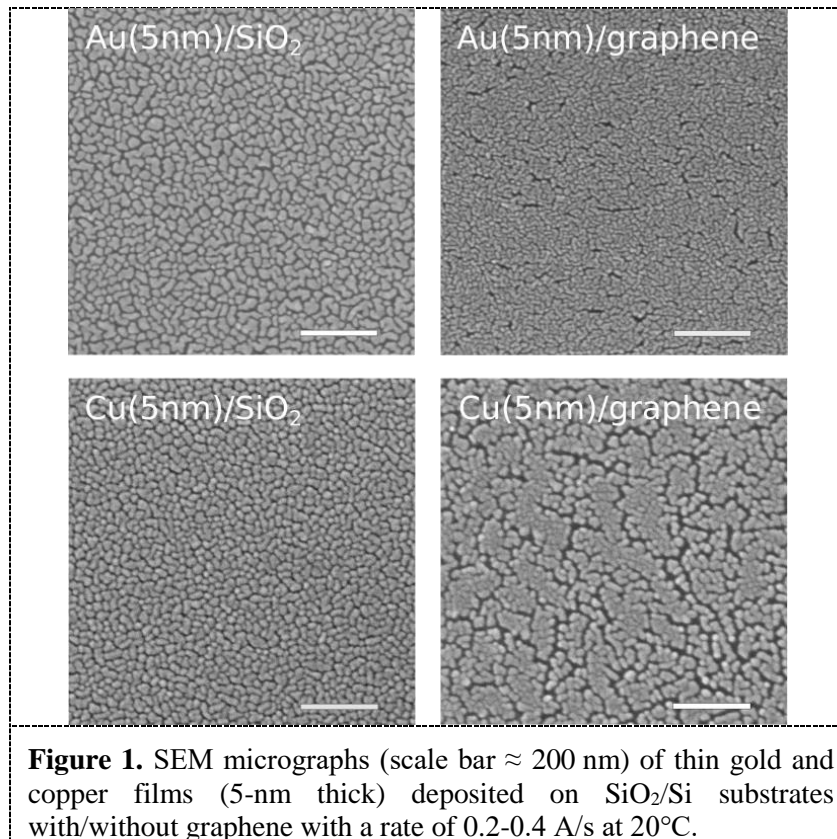 Au(5nm)/SiO₂
Au(5nm)/graphene
Cu(5nm)/SiO₂
Cu(5nm)/graphene
Figure 1. SEM micrographs (scale bar ≈ 200 nm) of thin gold and
copper films (5-nm thick) deposited on SiO₂/Si substrates
with/without graphene with a rate of 0.2-0.4 A/s at 20°C.